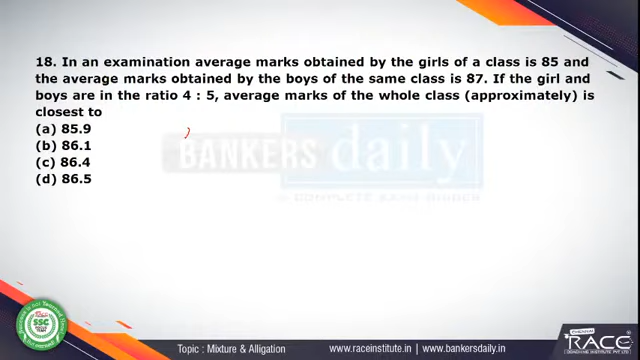 18. In an examination average marks obtained by the girls of a class is 85 and
the average marks obtained by the boys of the same class is 87. If the girl and
boys are in the ratio 4 : 5, average marks of the whole class (approximately) is
closest to
(a) 85.9
(b) 86.1
(c) 86.4
(d) 86.5
BANKERS daily
SSC
Topic : Mixture & Alligation
www.raceinstitute.in | www.bankersdaily.in
RACE